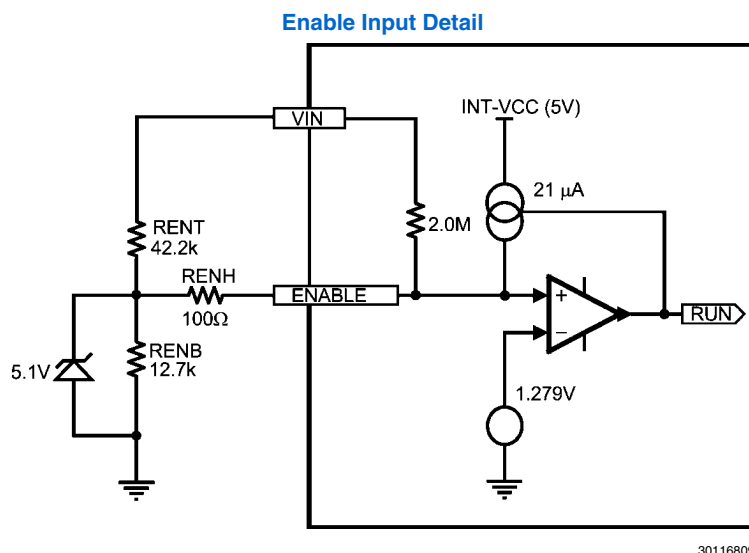 Enable Input Detail
VIN
INT-VCC (5V)
21 μA
2.0M
RENT
42.2k
RENH
100Ω
ENABLE
RENB
12.7k
5.1V
+
−
RUN
1.279V
30116809